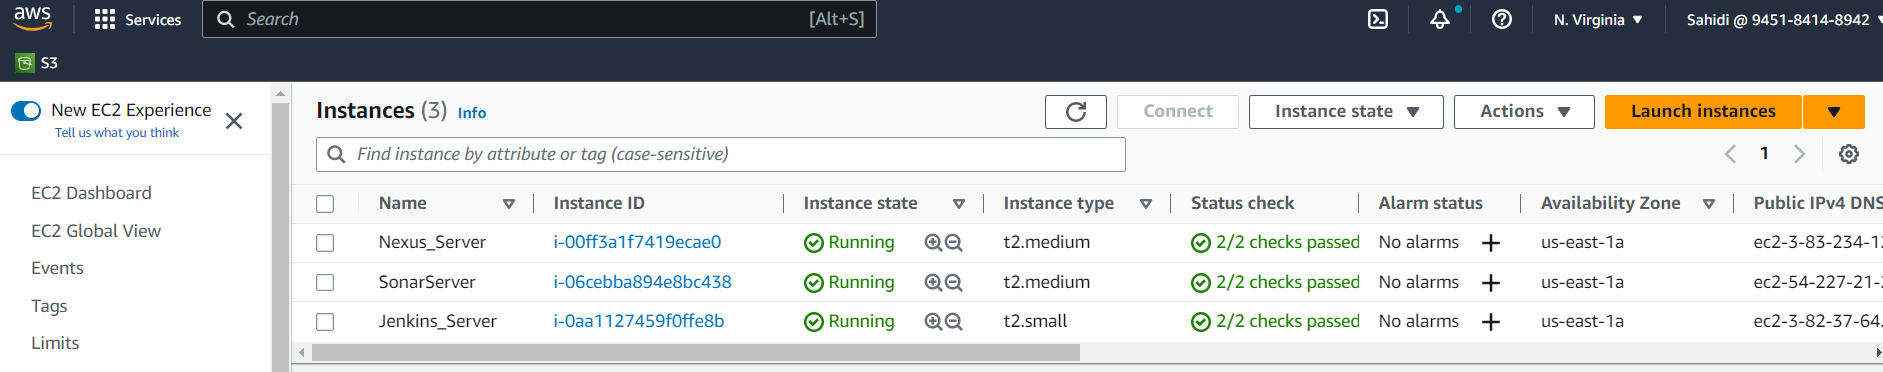 aws Services Search [Alt+S] N. Virginia Sahidi @ 9451-8414-8942
S3
New EC2 Experience
Tell us what you think
EC2 Dashboard
EC2 Global View
Events
Tags
Limits
Instances (3) Info Connect Instance state Actions Launch instances
Find instance by attribute or tag (case-sensitive) 1
Name Instance ID Instance state Instance type Status check Alarm status Availability Zone Public IPv4 DNS
Nexus_Server i-00ff3a1f7419ecae0 Running t2.medium 2/2 checks passed No alarms us-east-1a ec2-3-83-234-12
SonarServer i-06cebba894e8bc438 Running t2.medium 2/2 checks passed No alarms us-east-1a ec2-54-227-21-2
Jenkins_Server i-0aa1127459f0ffe8b Running t2.small 2/2 checks passed No alarms us-east-1a ec2-3-82-37-64.